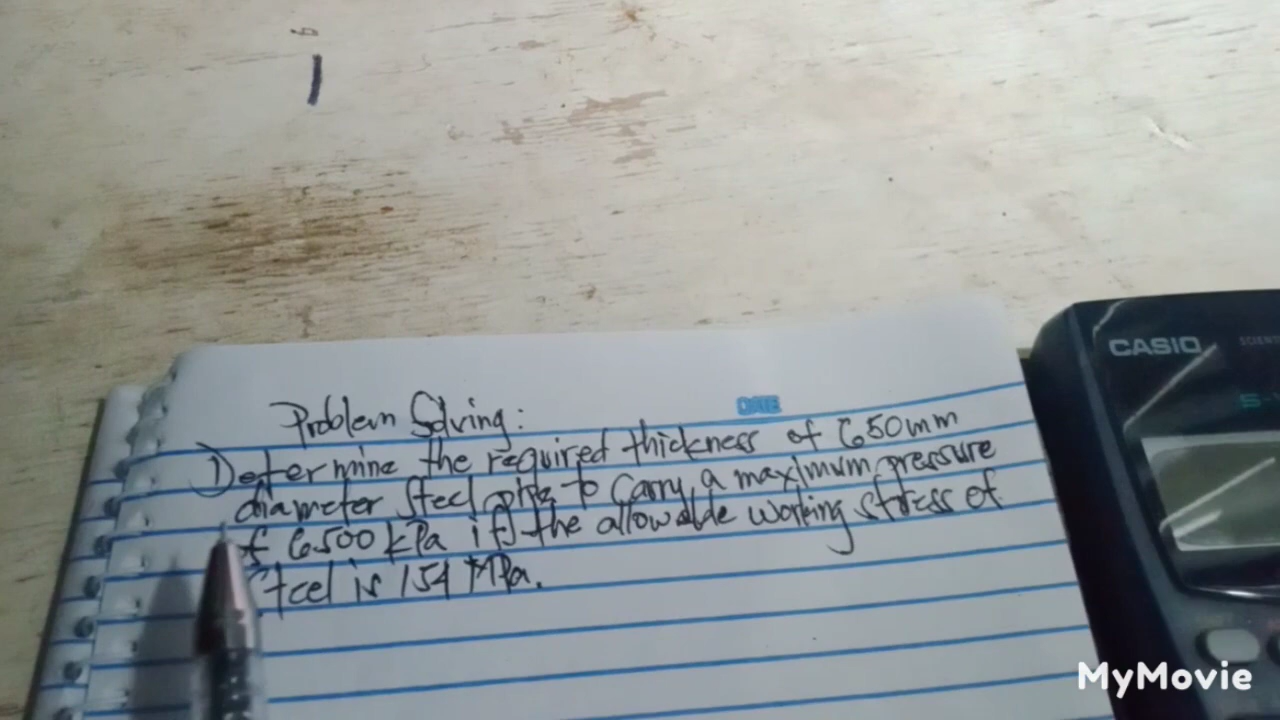 CASIO
DATE
Problem Solving:
1) Determine the required thickness of 650mm
diameter steel pipe to carry a maximum pressure
of 6500 kPa if the allowable working stress of
steel is 154 MPa.
MyMovie